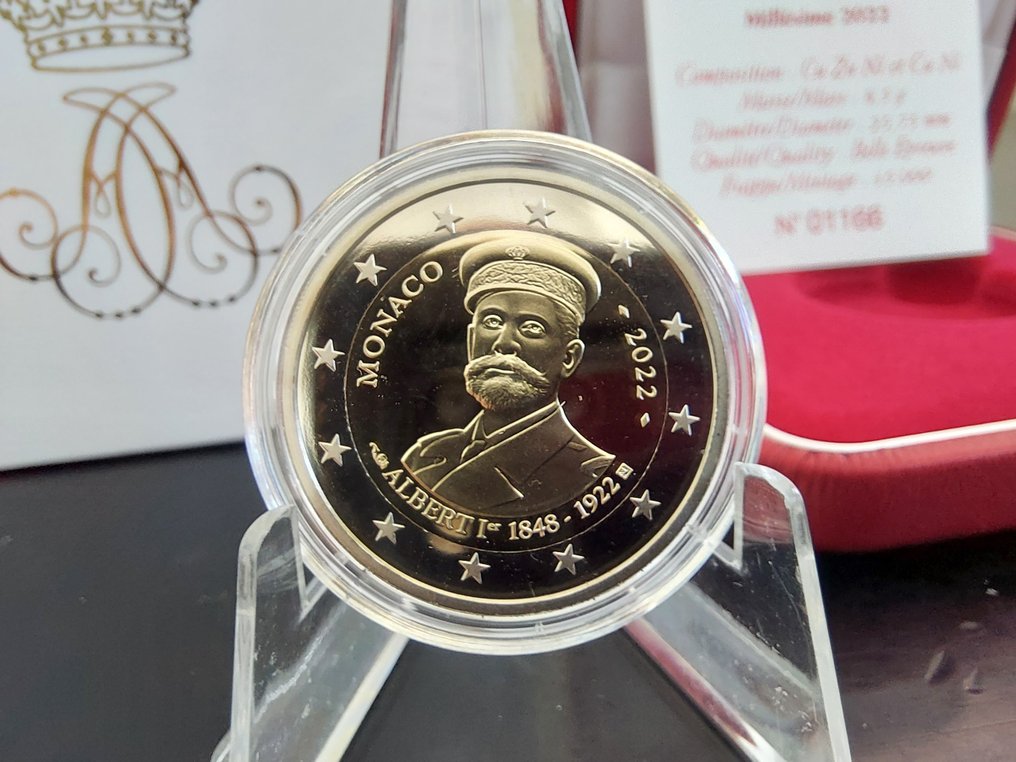 MONACO
2022
ALBERT Ier 1848 - 1922
Millésime 2022
Composition : Cu Zn Ni et Cu Ni
Masse/Mass : 8,5 g
Diamètre/Diameter : 25,75 mm
Qualité/Quality : Belle Epreuve
Frappe/Mintage : 15 000
N° 01166